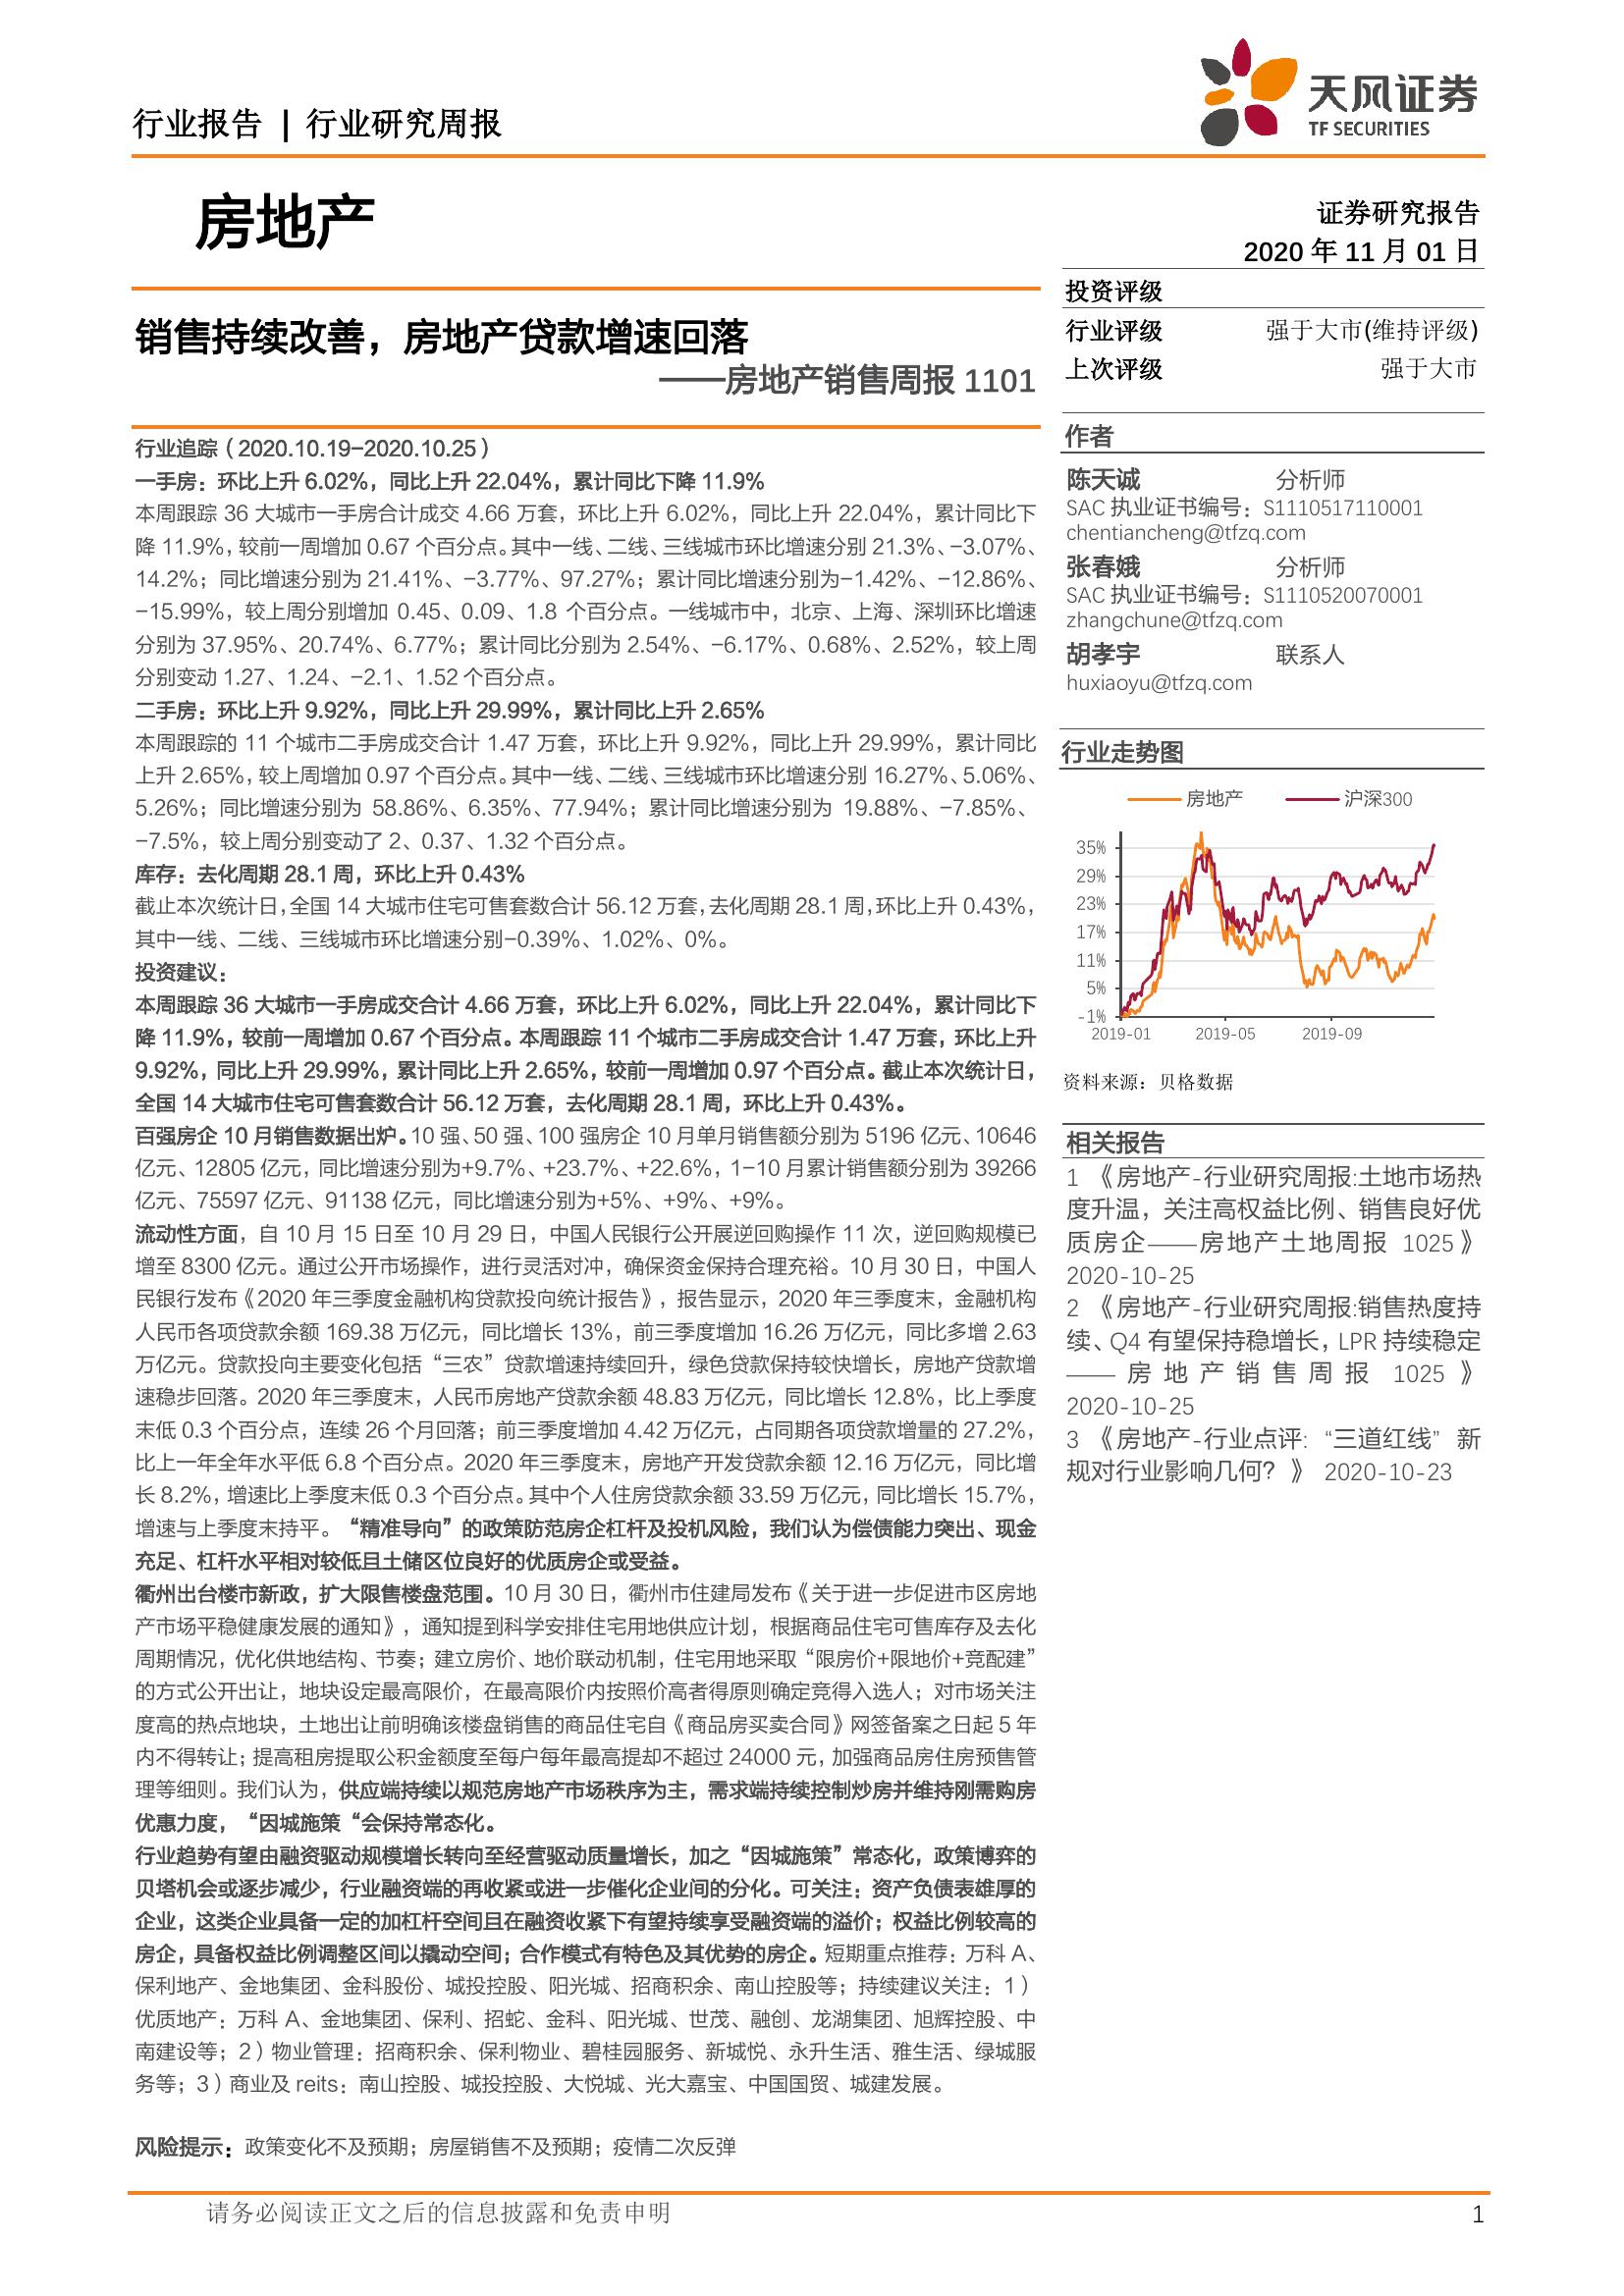 行业报告 | 行业研究周报
天风证券
TF SECURITIES
房地产
证券研究报告
2020 年 11 月 01 日
销售持续改善，房地产贷款增速回落
——房地产销售周报 1101
行业追踪（2020.10.19-2020.10.25）
一手房：环比上升 6.02%，同比上升 22.04%，累计同比下降 11.9%
本周跟踪 36 大城市一手房合计成交 4.66 万套，环比上升 6.02%，同比上升 22.04%，累计同比下
降 11.9%，较前一周增加 0.67 个百分点。其中一线、二线、三线城市环比增速分别 21.3%、-3.07%、
14.2%；同比增速分别为 21.41%、-3.77%、97.27%；累计同比增速分别为-1.42%、-12.86%、
-15.99%，较上周分别增加 0.45、0.09、1.8 个百分点。一线城市中，北京、上海、深圳环比增速
分别为 37.95%、20.74%、6.77%；累计同比分别为 2.54%、-6.17%、0.68%、2.52%，较上周
分别变动 1.27、1.24、-2.1、1.52 个百分点。
二手房：环比上升 9.92%，同比上升 29.99%，累计同比上升 2.65%
本周跟踪的 11 个城市二手房成交合计 1.47 万套，环比上升 9.92%，同比上升 29.99%，累计同比
上升 2.65%，较上周增加 0.97 个百分点。其中一线、二线、三线城市环比增速分别 16.27%、5.06%、
5.26%；同比增速分别为 58.86%、6.35%、77.94%；累计同比增速分别为 19.88%、-7.85%、
-7.5%，较上周分别变动了 2、0.37、1.32 个百分点。
库存：去化周期 28.1 周，环比上升 0.43%
截止本次统计日，全国 14 大城市住宅可售套数合计 56.12 万套，去化周期 28.1 周，环比上升 0.43%，
其中一线、二线、三线城市环比增速分别-0.39%、1.02%、0%。
投资建议：
本周跟踪 36 大城市一手房成交合计 4.66 万套，环比上升 6.02%，同比上升 22.04%，累计同比下
降 11.9%，较前一周增加 0.67 个百分点。本周跟踪 11 个城市二手房成交合计 1.47 万套，环比上升
9.92%，同比上升 29.99%，累计同比上升 2.65%，较前一周增加 0.97 个百分点。截止本次统计日，
全国 14 大城市住宅可售套数合计 56.12 万套，去化周期 28.1 周，环比上升 0.43%。
百强房企 10 月销售数据出炉。10 强、50 强、100 强房企 10 月单月销售额分别为 5196 亿元、10646
亿元、12805 亿元，同比增速分别为+9.7%、+23.7%、+22.6%，1-10 月累计销售额分别为 39266
亿元、75597 亿元、91138 亿元，同比增速分别为+5%、+9%、+9%。
流动性方面，自 10 月 15 日至 10 月 29 日，中国人民银行公开展逆回购操作 11 次，逆回购规模已
增至 8300 亿元。通过公开市场操作，进行灵活对冲，确保资金保持合理充裕。10 月 30 日，中国人
民银行发布《2020 年三季度金融机构贷款投向统计报告》，报告显示，2020 年三季度末，金融机构
人民币各项贷款余额 169.38 万亿元，同比增长 13%，前三季度增加 16.26 万亿元，同比多增 2.63
万亿元。贷款投向主要变化包括“三农”贷款增速持续回升，绿色贷款保持较快增长，房地产贷款增
速稳步回落。2020 年三季度末，人民币房地产贷款余额 48.83 万亿元，同比增长 12.8%，比上季度
末低 0.3 个百分点，连续 26 个月回落；前三季度增加 4.42 万亿元，占同期各项贷款增量的 27.2%，
比上一年全年水平低 6.8 个百分点。2020 年三季度末，房地产开发贷款余额 12.16 万亿元，同比增
长 8.2%，增速比上季度末低 0.3 个百分点。其中个人住房贷款余额 33.59 万亿元，同比增长 15.7%，
增速与上季度末持平。“精准导向”的政策防范房企杠杆及投机风险，我们认为偿债能力突出、现金
充足、杠杆水平相对较低且土储区位良好的优质房企或受益。
衢州出台楼市新政，扩大限售楼盘范围。10 月 30 日，衢州市住建局发布《关于进一步促进市区房地
产市场平稳健康发展的通知》，通知提到科学安排住宅用地供应计划，根据商品住宅可售库存及去化
周期情况，优化供地结构、节奏；建立房价、地价联动机制，住宅用地采取“限房价+限地价+竞配建”
的方式公开出让，地块设定最高限价，在最高限价内按照价高者得原则确定竞得入选人；对市场关注
度高的热点地块，土地出让前明确该楼盘销售的商品住宅自《商品房买卖合同》网签备案之日起 5 年
内不得转让；提高租房提取公积金额度至每户每年最高提却不超过 24000 元，加强商品房住房预售管
理等细则。我们认为，供应端持续以规范房地产市场秩序为主，需求端持续控制炒房并维持刚需购房
优惠力度，“因城施策“会保持常态化。
行业趋势有望由融资驱动规模增长转向至经营驱动质量增长，加之“因城施策”常态化，政策博弈的
贝塔机会或逐步减少，行业融资端的再收紧或进一步催化企业间的分化。可关注：资产负债表雄厚的
企业，这类企业具备一定的加杠杆空间且在融资收紧下有望持续享受融资端的溢价；权益比例较高的
房企，具备权益比例调整区间以撬动空间；合作模式有特色及其优势的房企。短期重点推荐：万科 A、
保利地产、金地集团、金科股份、城投控股、阳光城、招商积余、南山控股等；持续建议关注：1）
优质地产：万科 A、金地集团、保利、招蛇、金科、阳光城、世茂、融创、龙湖集团、旭辉控股、中
南建设等；2）物业管理：招商积余、保利物业、碧桂园服务、新城悦、永升生活、雅生活、绿城服
务等；3）商业及 reits：南山控股、城投控股、大悦城、光大嘉宝、中国国贸、城建发展。
风险提示：政策变化不及预期；房屋销售不及预期；疫情二次反弹
投资评级
行业评级 强于大市(维持评级)
上次评级 强于大市
作者
陈天诚 分析师
SAC 执业证书编号：S1110517110001
chentiancheng@tfzq.com
张春娥 分析师
SAC 执业证书编号：S1110520070001
zhangchune@tfzq.com
胡孝宇 联系人
huxiaoyu@tfzq.com
行业走势图
房地产 沪深300
35%
29%
23%
17%
11%
5%
-1%
2019-01 2019-05 2019-09
资料来源：贝格数据
相关报告
1 《房地产-行业研究周报:土地市场热
度升温，关注高权益比例、销售良好优
质房企——房地产土地周报 1025》
2020-10-25
2 《房地产-行业研究周报:销售热度持
续、Q4 有望保持稳增长，LPR 持续稳定
——房地产销售周报 1025》
2020-10-25
3 《房地产-行业点评:“三道红线”新
规对行业影响几何？》 2020-10-23
请务必阅读正文之后的信息披露和免责申明
1